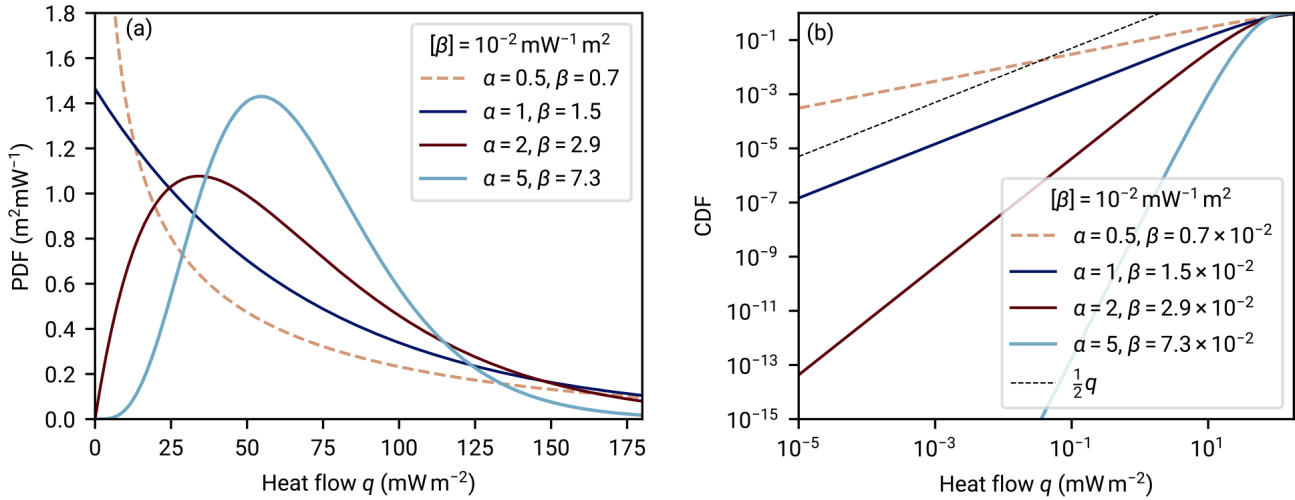 (a)
1.8
1.6
1.4
1.2
1.0
0.8
0.6
0.4
0.2
0.0
PDF (m²mW⁻¹)
[β] = 10⁻² mW⁻¹ m²
α = 0.5, β = 0.7
α = 1, β = 1.5
α = 2, β = 2.9
α = 5, β = 7.3
0 25 50 75 100 125 150 175
Heat flow q (mW m⁻²)
(b)
10⁻¹
10⁻³
10⁻⁵
10⁻⁷
10⁻⁹
10⁻¹¹
10⁻¹³
10⁻¹⁵
CDF
[β] = 10⁻² mW⁻¹ m²
α = 0.5, β = 0.7 × 10⁻²
α = 1, β = 1.5 × 10⁻²
α = 2, β = 2.9 × 10⁻²
α = 5, β = 7.3 × 10⁻²
½q
10⁻⁵ 10⁻³ 10⁻¹ 10¹
Heat flow q (mW m⁻²)